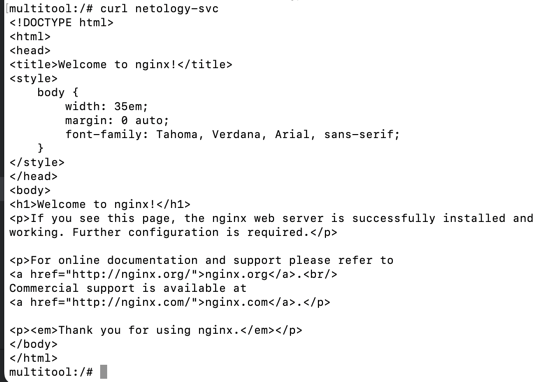 multitool:/# curl netology-svc
<!DOCTYPE html>
<html>
<head>
<title>Welcome to nginx!</title>
<style>
    body {
        width: 35em;
        margin: 0 auto;
        font-family: Tahoma, Verdana, Arial, sans-serif;
    }
</style>
</head>
<body>
<h1>Welcome to nginx!</h1>
<p>If you see this page, the nginx web server is successfully installed and
working. Further configuration is required.</p>

<p>For online documentation and support please refer to
<a href="http://nginx.org/">nginx.org</a>.<br/>
Commercial support is available at
<a href="http://nginx.com/">nginx.com</a>.</p>

<p><em>Thank you for using nginx.</em></p>
</body>
</html>
multitool:/#